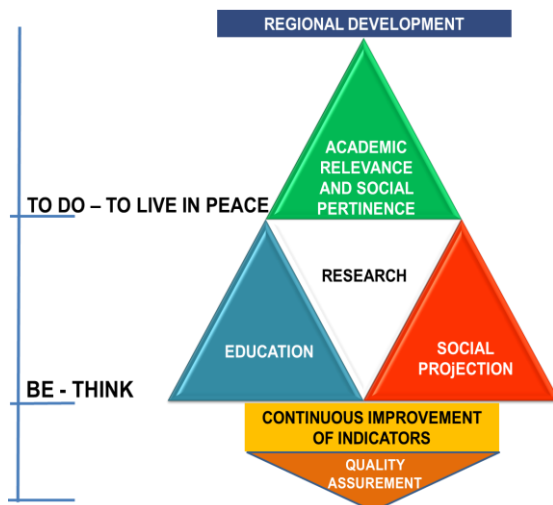 REGIONAL DEVELOPMENT
ACADEMIC
RELEVANCE
AND SOCIAL
PERTINENCE
TO DO – TO LIVE IN PEACE
RESEARCH
EDUCATION
SOCIAL
PROjECTION
BE - THINK
CONTINUOUS IMPROVEMENT
OF INDICATORS
QUALITY
ASSUREMENT